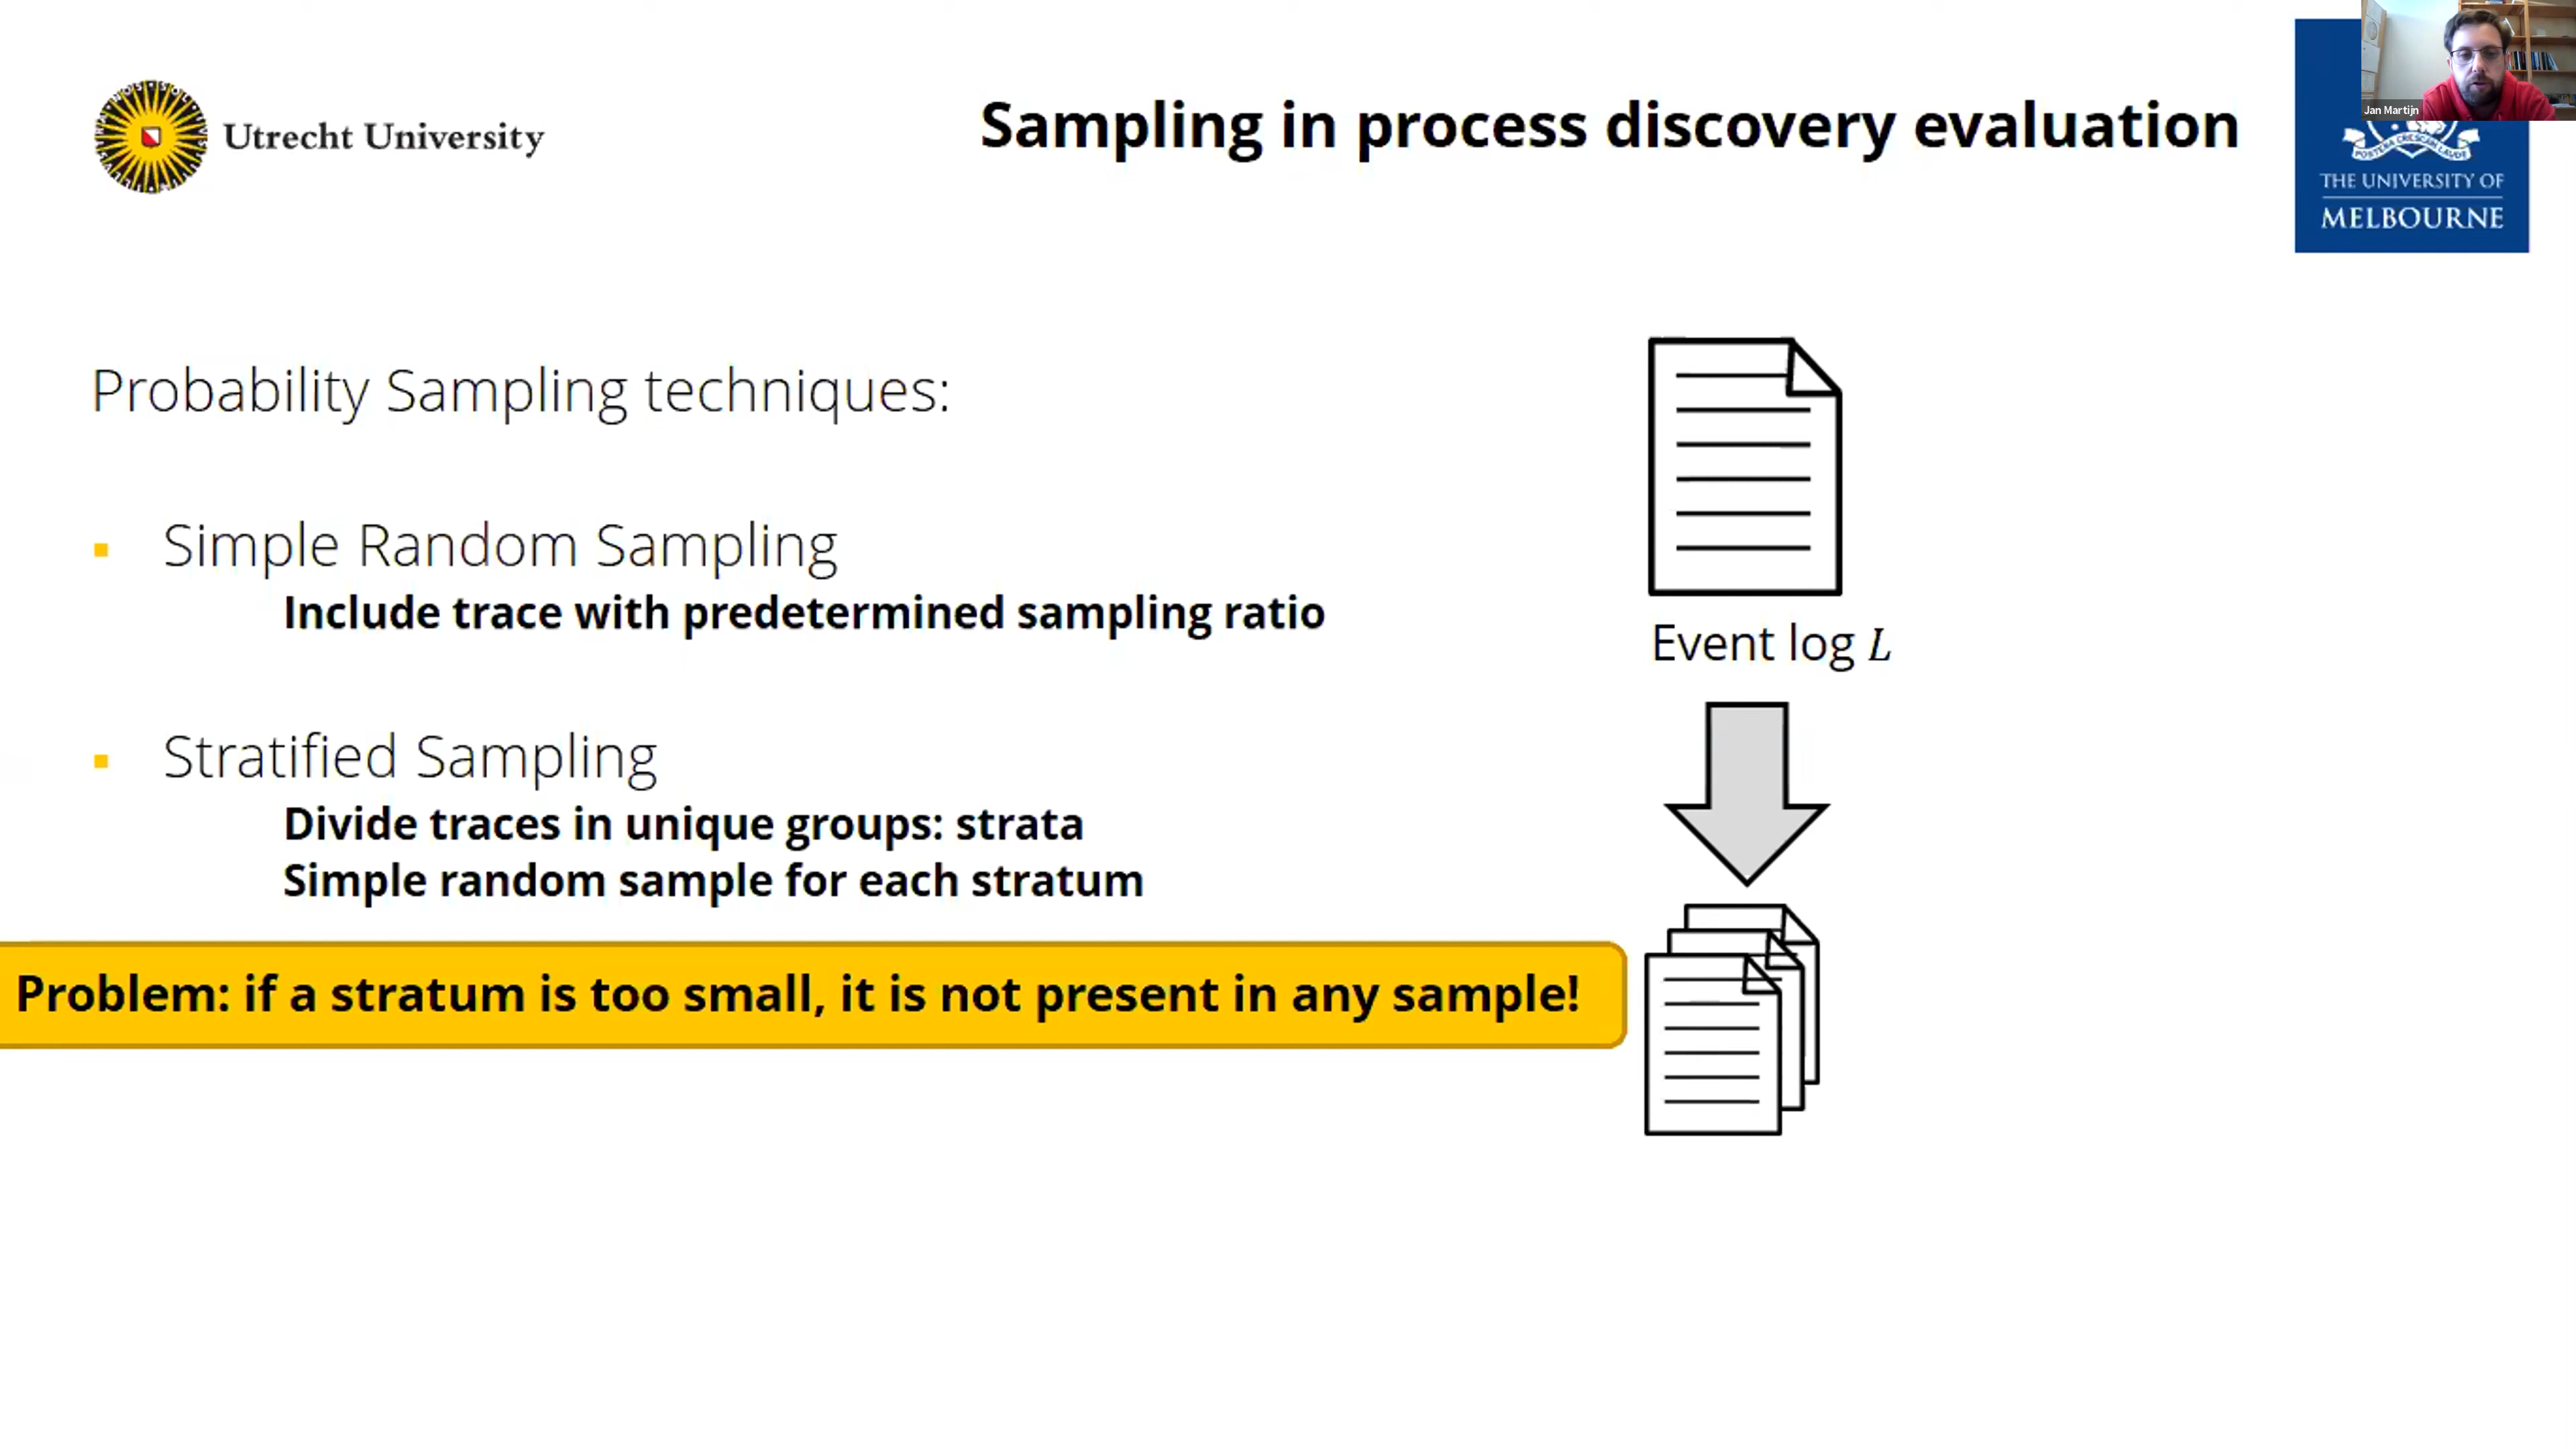 Jan Martijn
Utrecht University
Sampling in process discovery evaluation
THE UNIVERSITY OF
MELBOURNE
Probability Sampling techniques:
Simple Random Sampling
Include trace with predetermined sampling ratio
Stratified Sampling
Divide traces in unique groups: strata
Simple random sample for each stratum
Problem: if a stratum is too small, it is not present in any sample!
Event log L